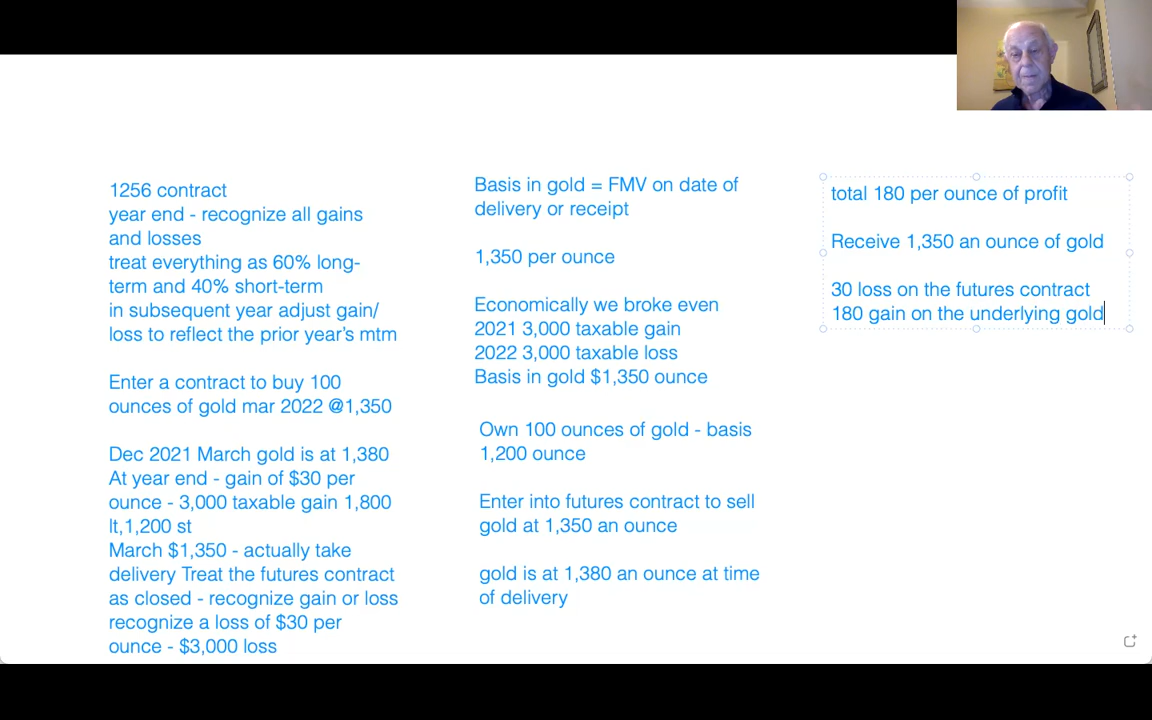 1256 contract
year end - recognize all gains
and losses
treat everything as 60% long-
term and 40% short-term
in subsequent year adjust gain/
loss to reflect the prior year’s mtm
Enter a contract to buy 100
ounces of gold mar 2022 @1,350
Dec 2021 March gold is at 1,380
At year end - gain of $30 per
ounce - 3,000 taxable gain 1,800
lt,1,200 st
March $1,350 - actually take
delivery Treat the futures contract
as closed - recognize gain or loss
recognize a loss of $30 per
ounce - $3,000 loss
Basis in gold = FMV on date of
delivery or receipt
1,350 per ounce
Economically we broke even
2021 3,000 taxable gain
2022 3,000 taxable loss
Basis in gold $1,350 ounce
Own 100 ounces of gold - basis
1,200 ounce
Enter into futures contract to sell
gold at 1,350 an ounce
gold is at 1,380 an ounce at time
of delivery
total 180 per ounce of profit
Receive 1,350 an ounce of gold
30 loss on the futures contract
180 gain on the underlying gold